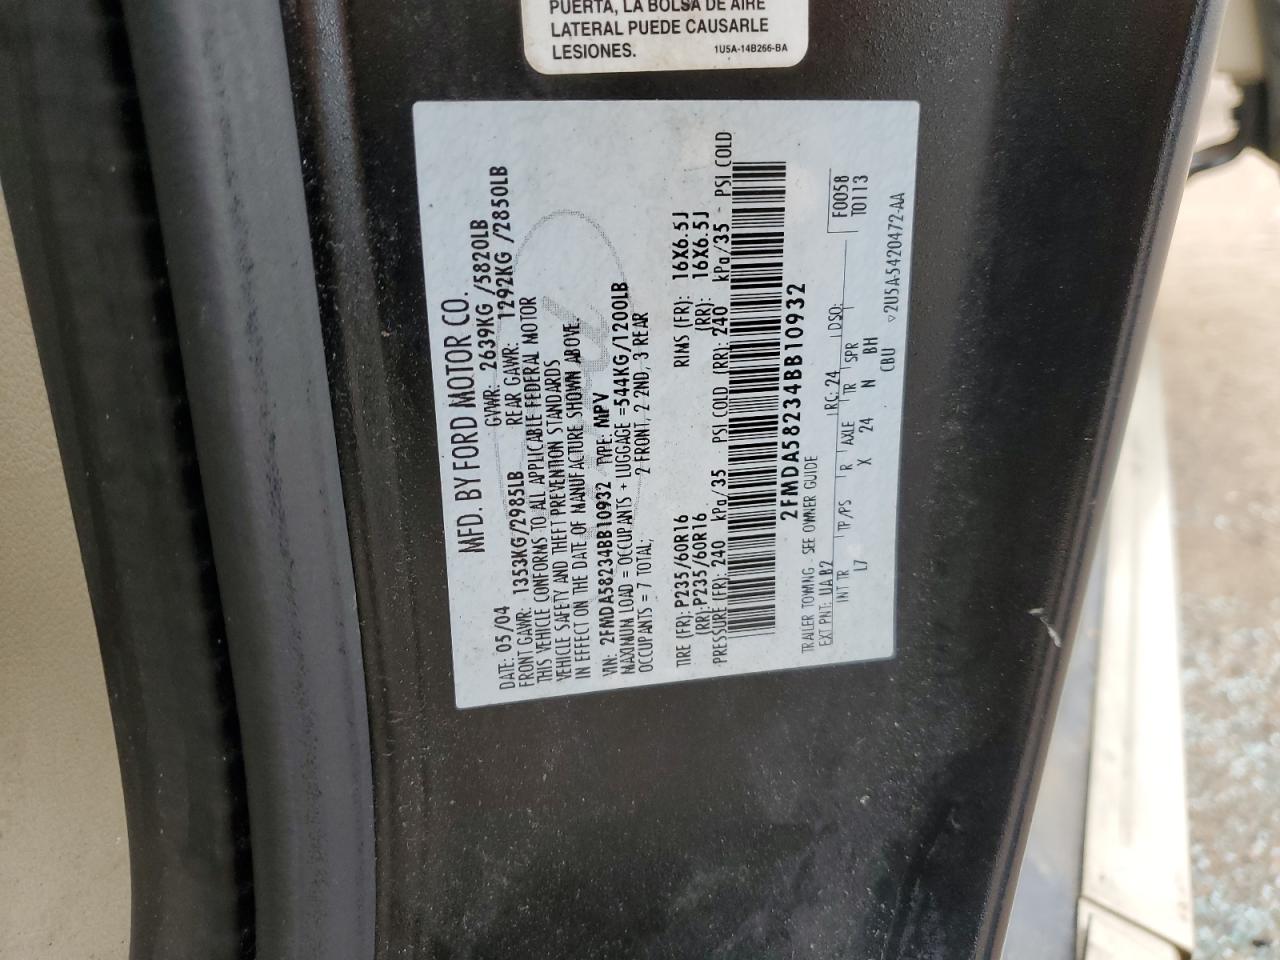 PUERTA, LA BOLSA DE AIRE
LATERAL PUEDE CAUSARLE
LESIONES. 1U5A-14B266-BA
MFD. BY FORD MOTOR CO.
DATE: 05/04 GVWR: 2639KG /5820LB
FRONT GAWR: 1353KG/2985LB REAR GAWR: 1292KG /2850LB
THIS VEHICLE CONFORMS TO ALL APPLICABLE FEDERAL MOTOR
VEHICLE SAFETY AND THEFT PREVENTION STANDARDS
IN EFFECT ON THE DATE OF MANUFACTURE SHOWN ABOVE.
VIN: 2FMDA58234BB10932 TYPE: MPV
MAXIMUM LOAD = OCCUPANTS + LUGGAGE =544KG/1200LB
OCCUPANTS = 7 TOTAL; 2 FRONT, 2 2ND, 3 REAR
TIRE (FR): P235/60R16 RIMS (FR): 16X6.5J
(RR): P235/60R16 (RR): 16X6.5J
PRESSURE (FR): 240 kPa/35 PSI COLD (RR): 240 kPa/35 PSI COLD
2FMDA58234BB10932
TRAILER TOWING - SEE OWNER GUIDE
EXT PNT: UA B2 RC: 24 DSO: F0058
INT TR TP/PS R AXLE TR SPR T0113
L7 X 24 N BH
CBU ▽2U5A-5420472-AA